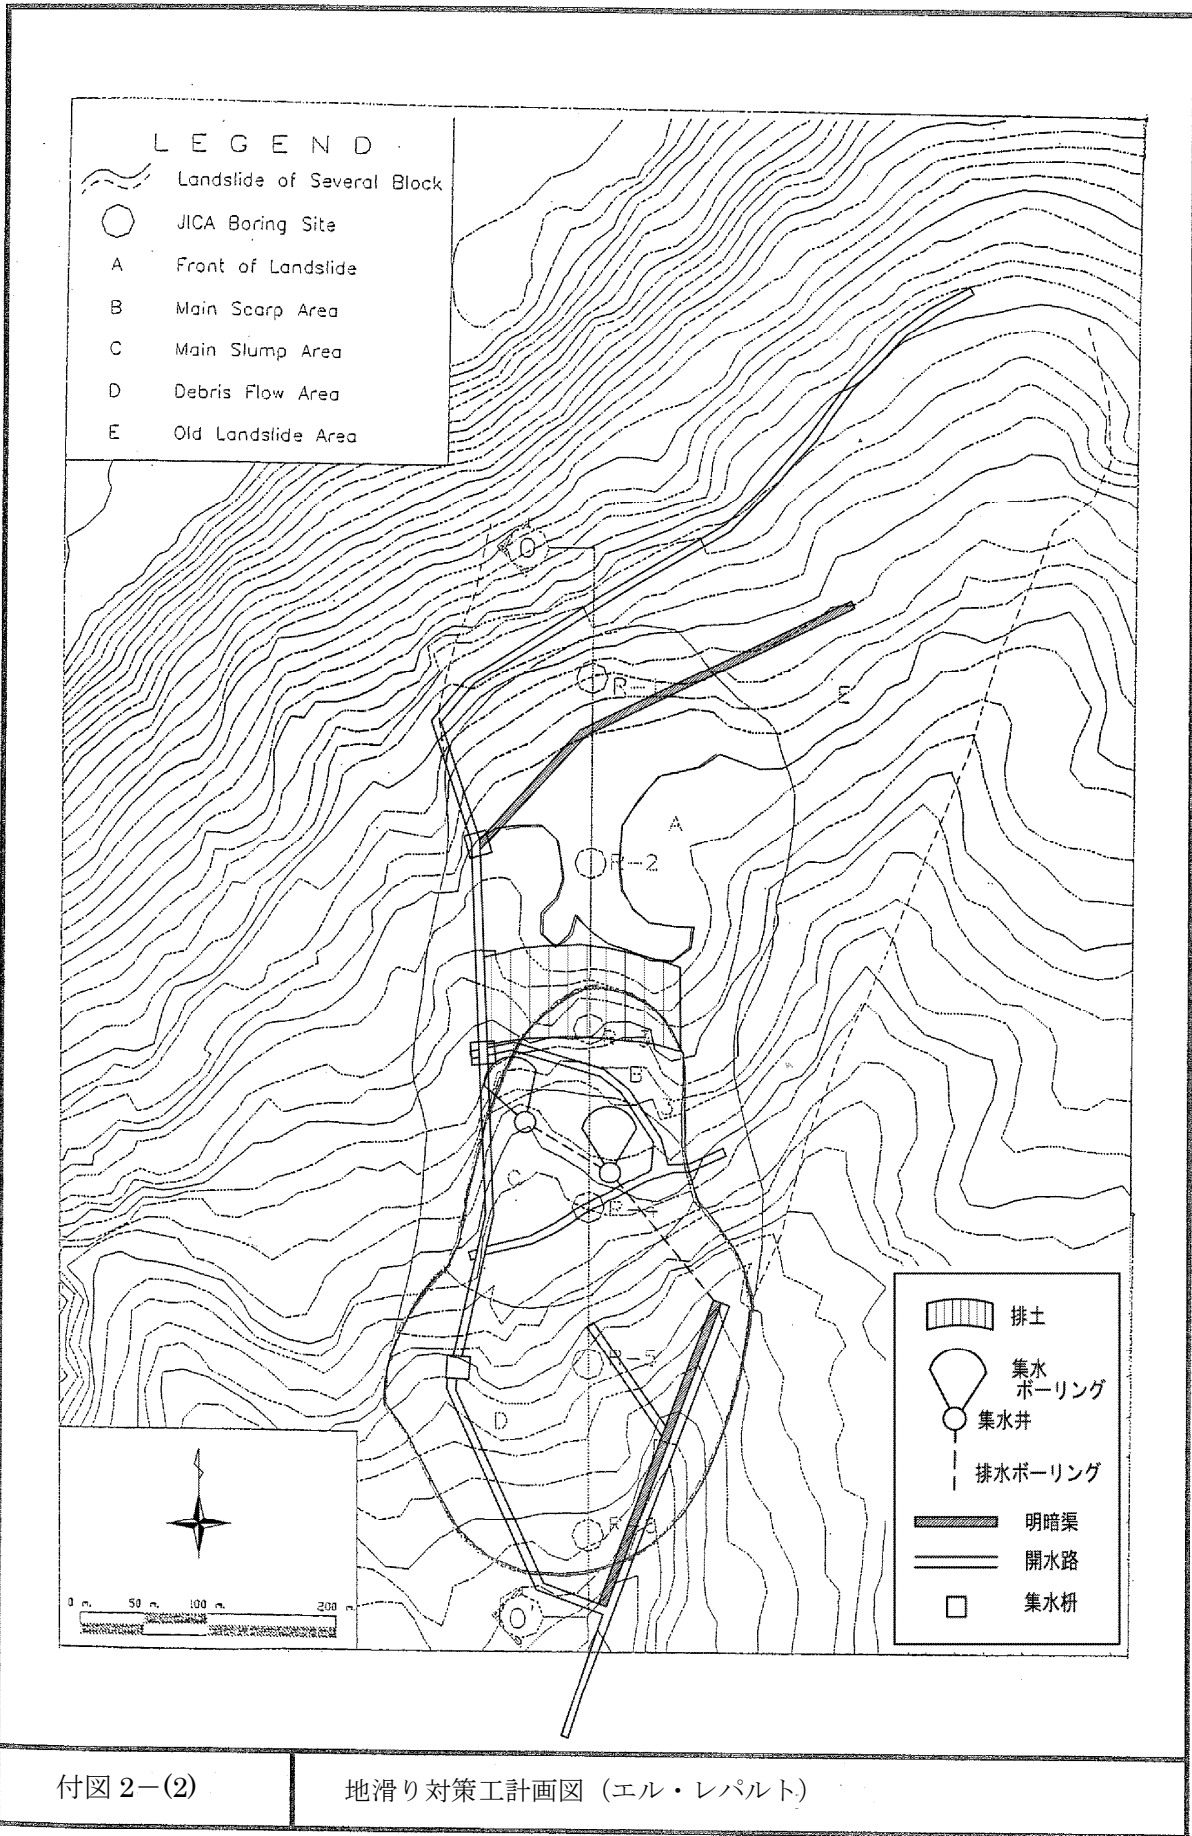 LEGEND
Landslide of Several Block
JICA Boring Site
A Front of Landslide
B Main Scarp Area
C Main Slump Area
D Debris Flow Area
E Old Landslide Area
E
A
R-2
B
C
D
排土
集水
ボーリング
集水井
排水ボーリング
明暗渠
開水路
集水枡
0 m. 50 m. 100 m. 200 m.
付図 2－(2)
地滑り対策工計画図（エル・レパルト）